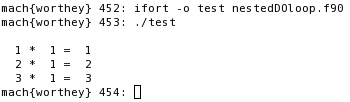 mach{worthey} 452: ifort -o test nestedDOloop.f90
mach{worthey} 453: ./test
1 * 1 = 1
2 * 1 = 2
3 * 1 = 3
mach{worthey} 454: